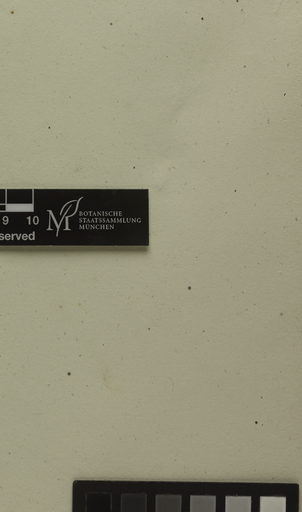 9 10
served
BOTANISCHE
STAATSSAMMLUNG
MÜNCHEN